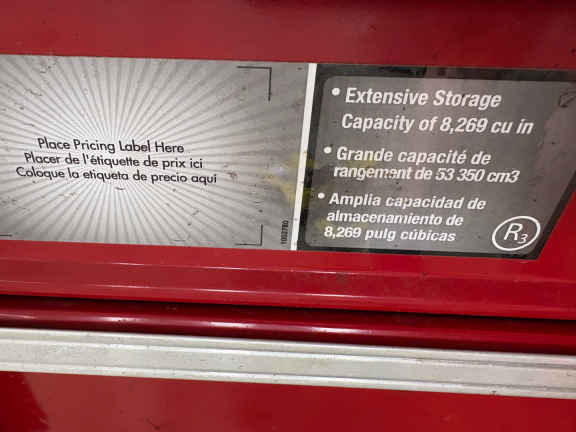 Place Pricing Label Here
Placer de l'étiquette de prix ici
Coloque la etiqueta de precio aquí
• Extensive Storage
Capacity of 8,269 cu in
• Grande capacité de
rangement de 53 350 cm3
• Amplia capacidad de
almacenamiento de
8,269 pulg cúbicas
R3